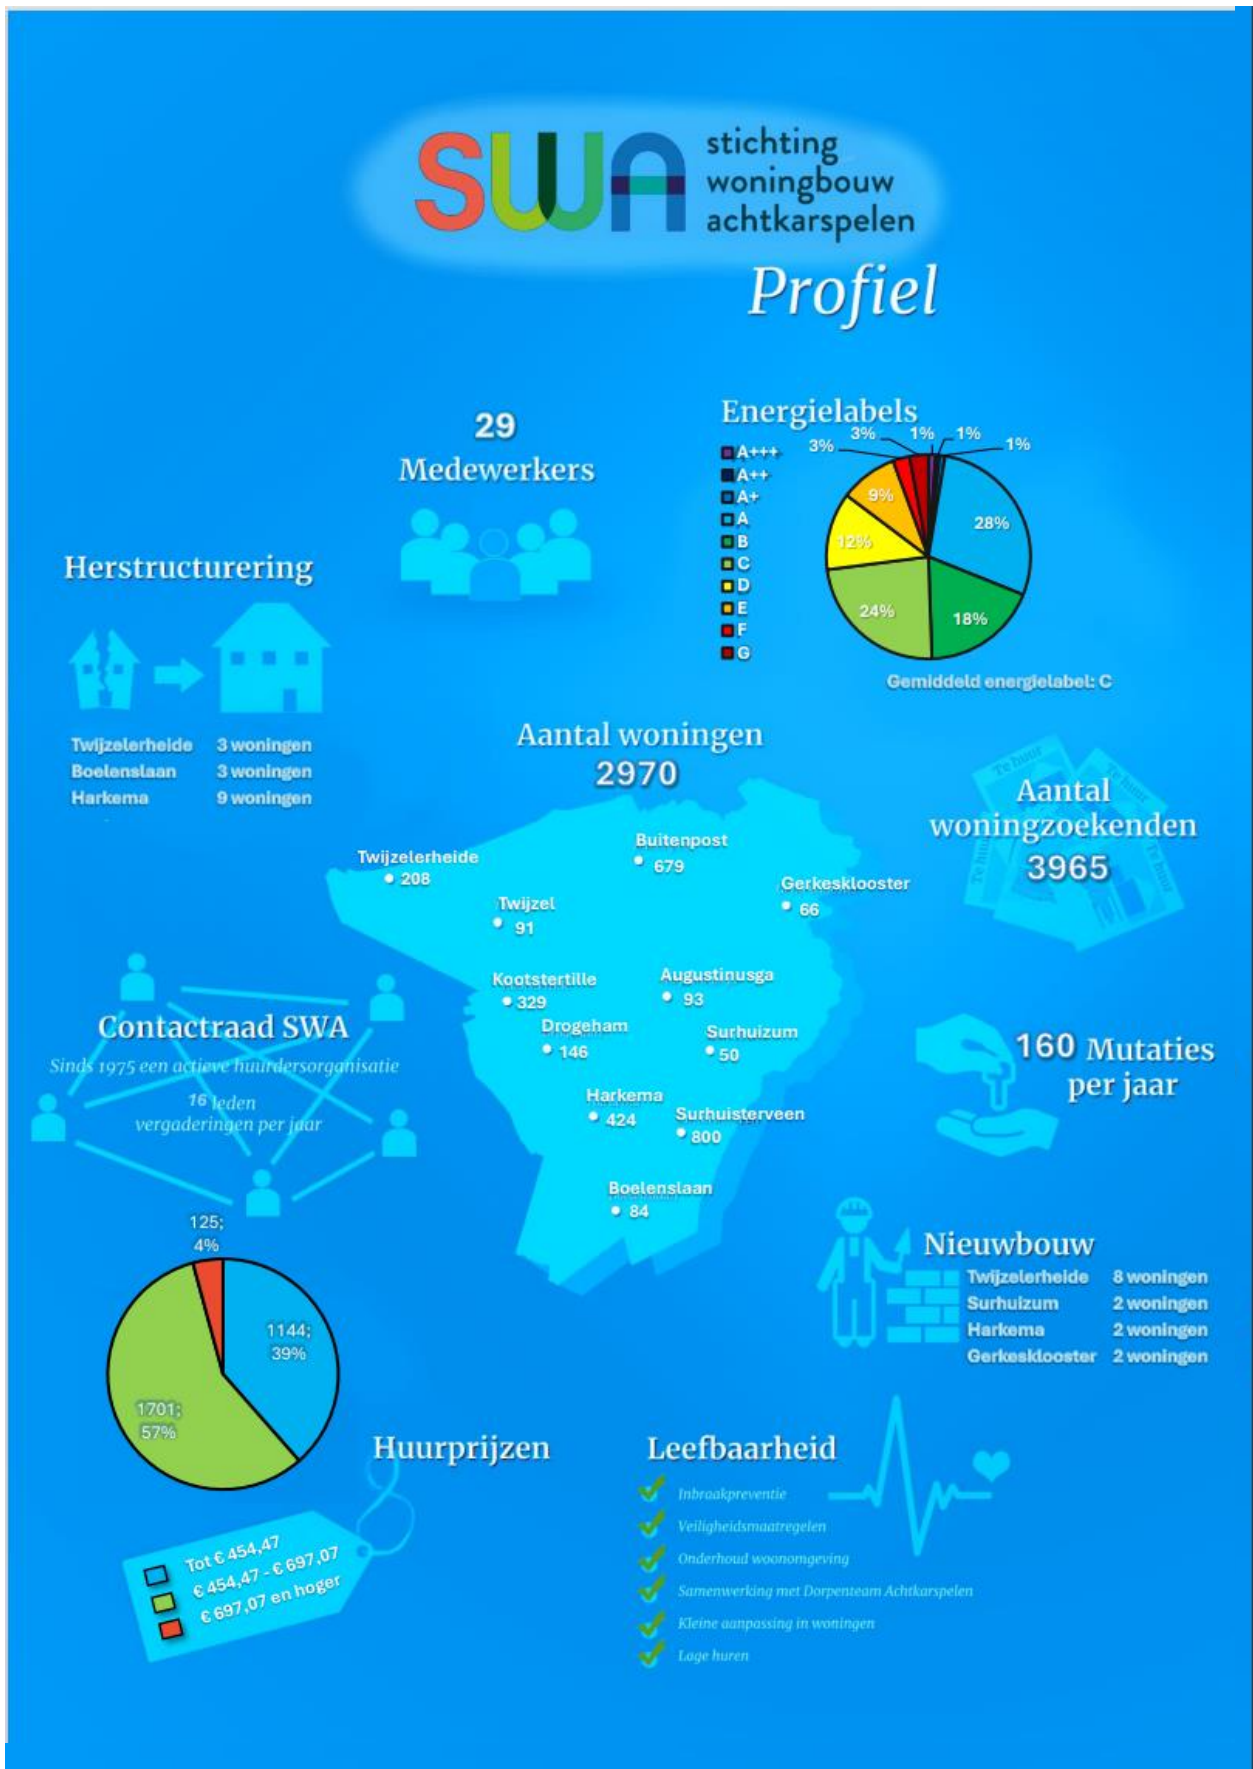 SWA
stichting
woningbouw
achtkarspelen
Profiel
29
Medewerkers
Energielabels
A+++
A++
A+
A
B
C
D
E
F
G
3%
3%
1%
1%
1%
28%
18%
24%
12%
9%
Gemiddeld energielabel: C
Herstructurering
Twijzelerheide 3 woningen
Boelenslaan 3 woningen
Harkema 9 woningen
Aantal woningen
2970
Twijzelerheide
208
Buitenpost
679
Gerkesklooster
66
Twijzel
91
Kootstertille
329
Augustinusga
93
Drogeham
146
Surhuizum
50
Harkema
424
Surhuisterveen
800
Boelenslaan
84
Te huur
Te huur
Te huur
Aantal
woningzoekenden
3965
Contactraad SWA
Sinds 1975 een actieve huurdersorganisatie
16 leden
vergaderingen per jaar
160 Mutaties
per jaar
Nieuwbouw
Twijzelerheide 8 woningen
Surhuizum 2 woningen
Harkema 2 woningen
Gerkesklooster 2 woningen
125;
4%
1144;
39%
1701;
57%
Huurprijzen
Tot € 454,47
€ 454,47 - € 697,07
€ 697,07 en hoger
Leefbaarheid
Inbraakpreventie
Veiligheidsmaatregelen
Onderhoud woonomgeving
Samenwerking met Dorpenteam Achtkarspelen
Kleine aanpassing in woningen
Lage huren